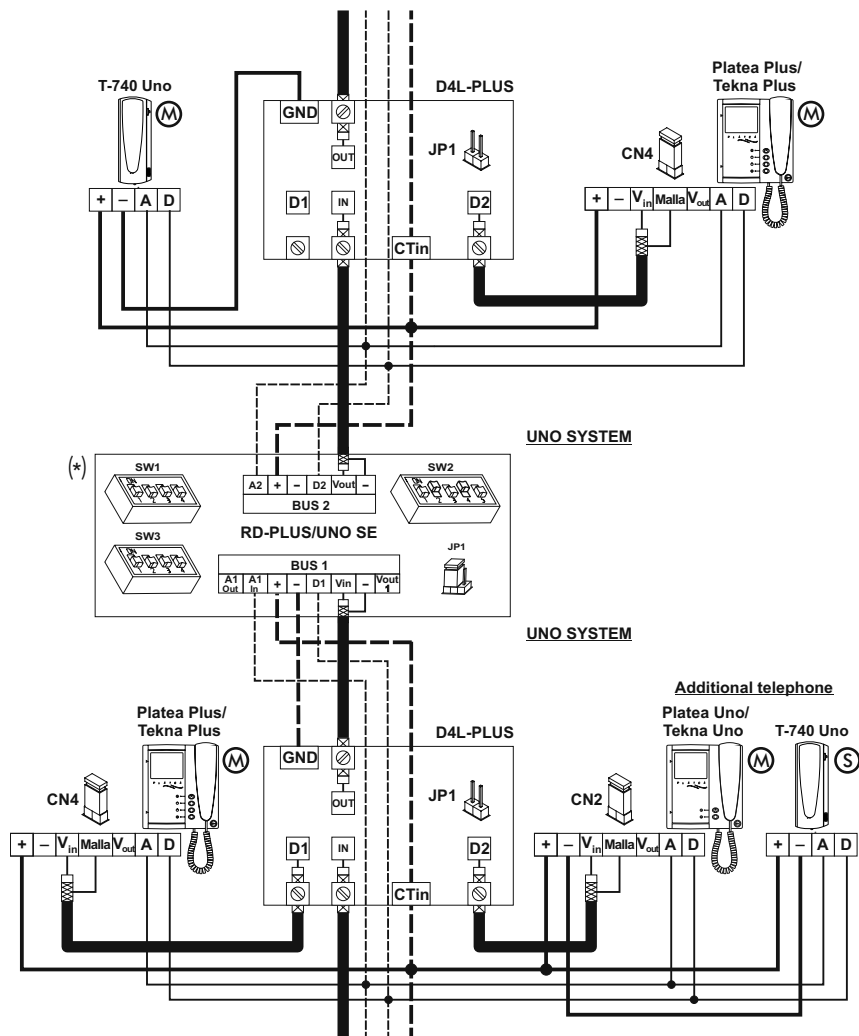 Platea Plus/
Tekna Plus
T-740 Uno
M
D4L-PLUS
M
GND
OUT
JP1
CN4
+ – A D
D1
IN
D2
+ – Vin Malla Vout A D
CTin
UNO SYSTEM
(*)
SW1
SW2
A2 + – D2 Vout –
BUS 2
ON
ON
RD-PLUS/UNO SE
SW3
ON
JP1
BUS 1
A1 Out A1 In + – D1 Vin – Vout 1
UNO SYSTEM
Additional telephone
Platea Plus/
Tekna Plus
M
D4L-PLUS
Platea Uno/
Tekna Uno
M
T-740 Uno
S
GND
OUT
JP1
CN4
CN2
+ – Vin Malla Vout A D
D1
IN
D2
+ – Vin Malla Vout A D
+ – A D
CTin